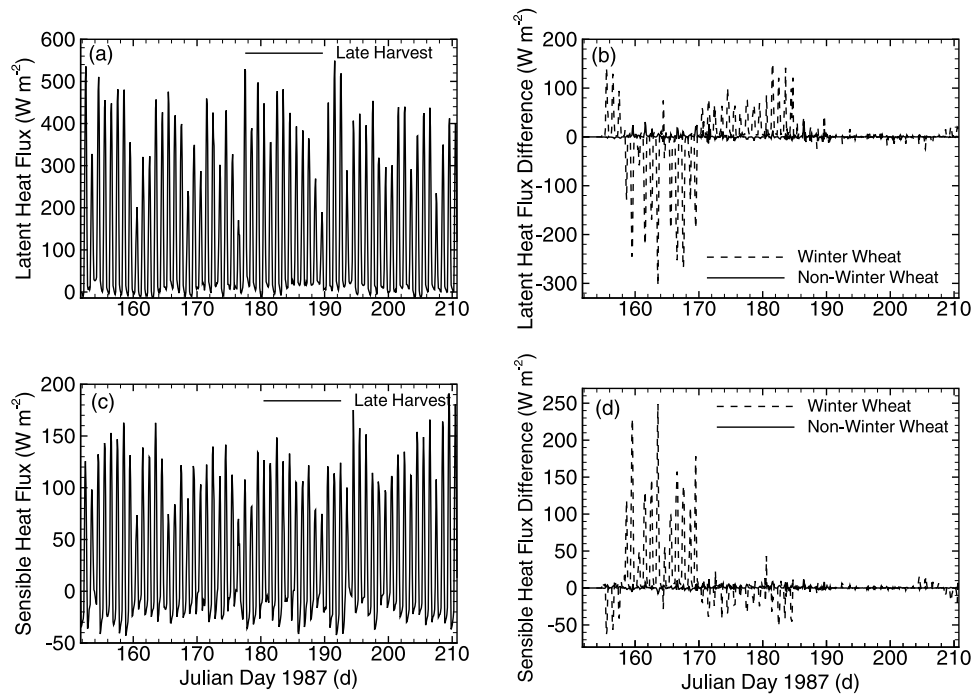 (a)
Late Harvest
600
500
400
300
200
100
0
Latent Heat Flux (W m-2)
160 170 180 190 200 210
(b)
200
100
0
-100
-200
-300
Latent Heat Flux Difference (W m-2)
Winter Wheat
Non-Winter Wheat
160 170 180 190 200 210
(c)
Late Harvest
200
150
100
50
0
-50
Sensible Heat Flux (W m-2)
160 170 180 190 200 210
Julian Day 1987 (d)
(d)
Winter Wheat
Non-Winter Wheat
250
200
150
100
50
0
-50
Sensible Heat Flux Difference (W m-2)
160 170 180 190 200 210
Julian Day 1987 (d)